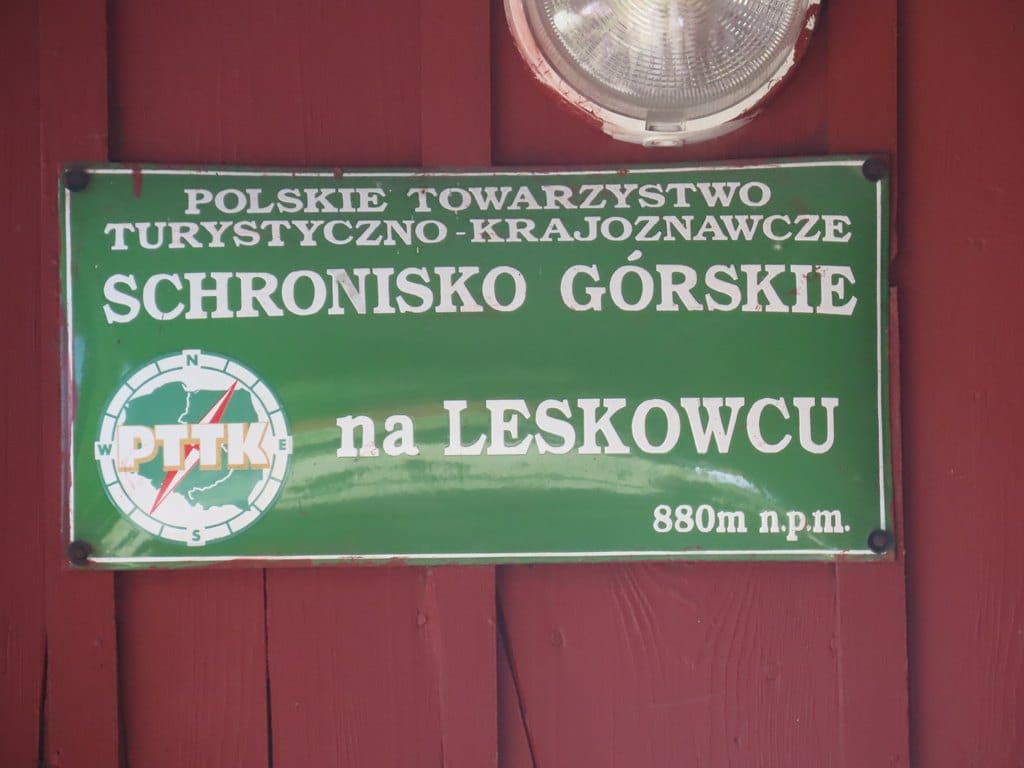 POLSKIE TOWARZYSTWO
TURYSTYCZNO-KRAJOZNAWCZE
SCHRONISKO GÓRSKIE
N
W PTTK E
S
na LESKOWCU
880m n.p.m.